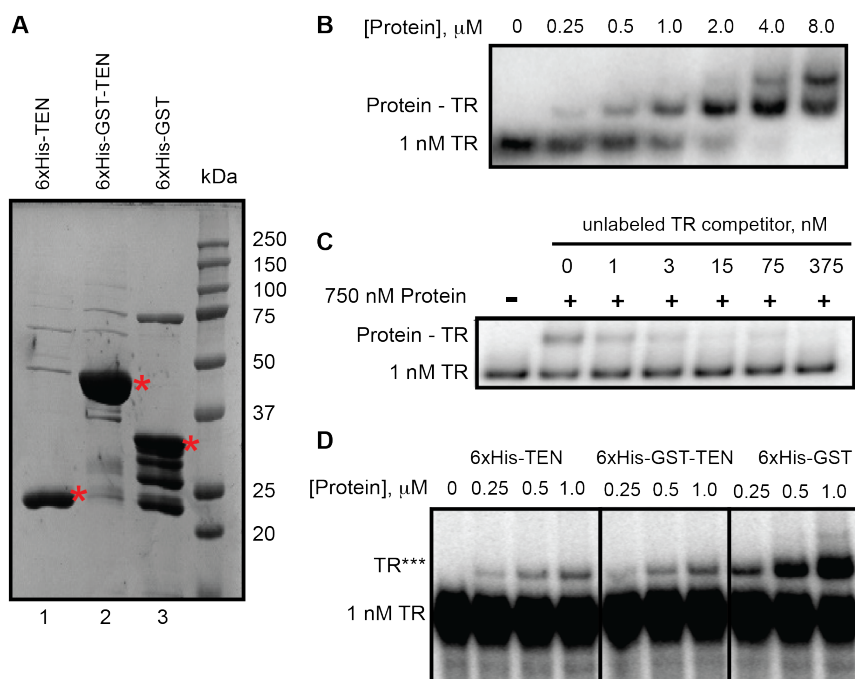 A
6xHis-TEN
6xHis-GST-TEN
6xHis-GST
kDa
250
150
100
75
50
37
25
20
1 2 3
B
[Protein], μM 0 0.25 0.5 1.0 2.0 4.0 8.0
Protein - TR
1 nM TR
C
unlabeled TR competitor, nM
0 1 3 15 75 375
750 nM Protein - + + + + + +
Protein - TR
1 nM TR
D
6xHis-TEN 6xHis-GST-TEN 6xHis-GST
[Protein], μM 0 0.25 0.5 1.0 0.25 0.5 1.0 0.25 0.5 1.0
TR***
1 nM TR